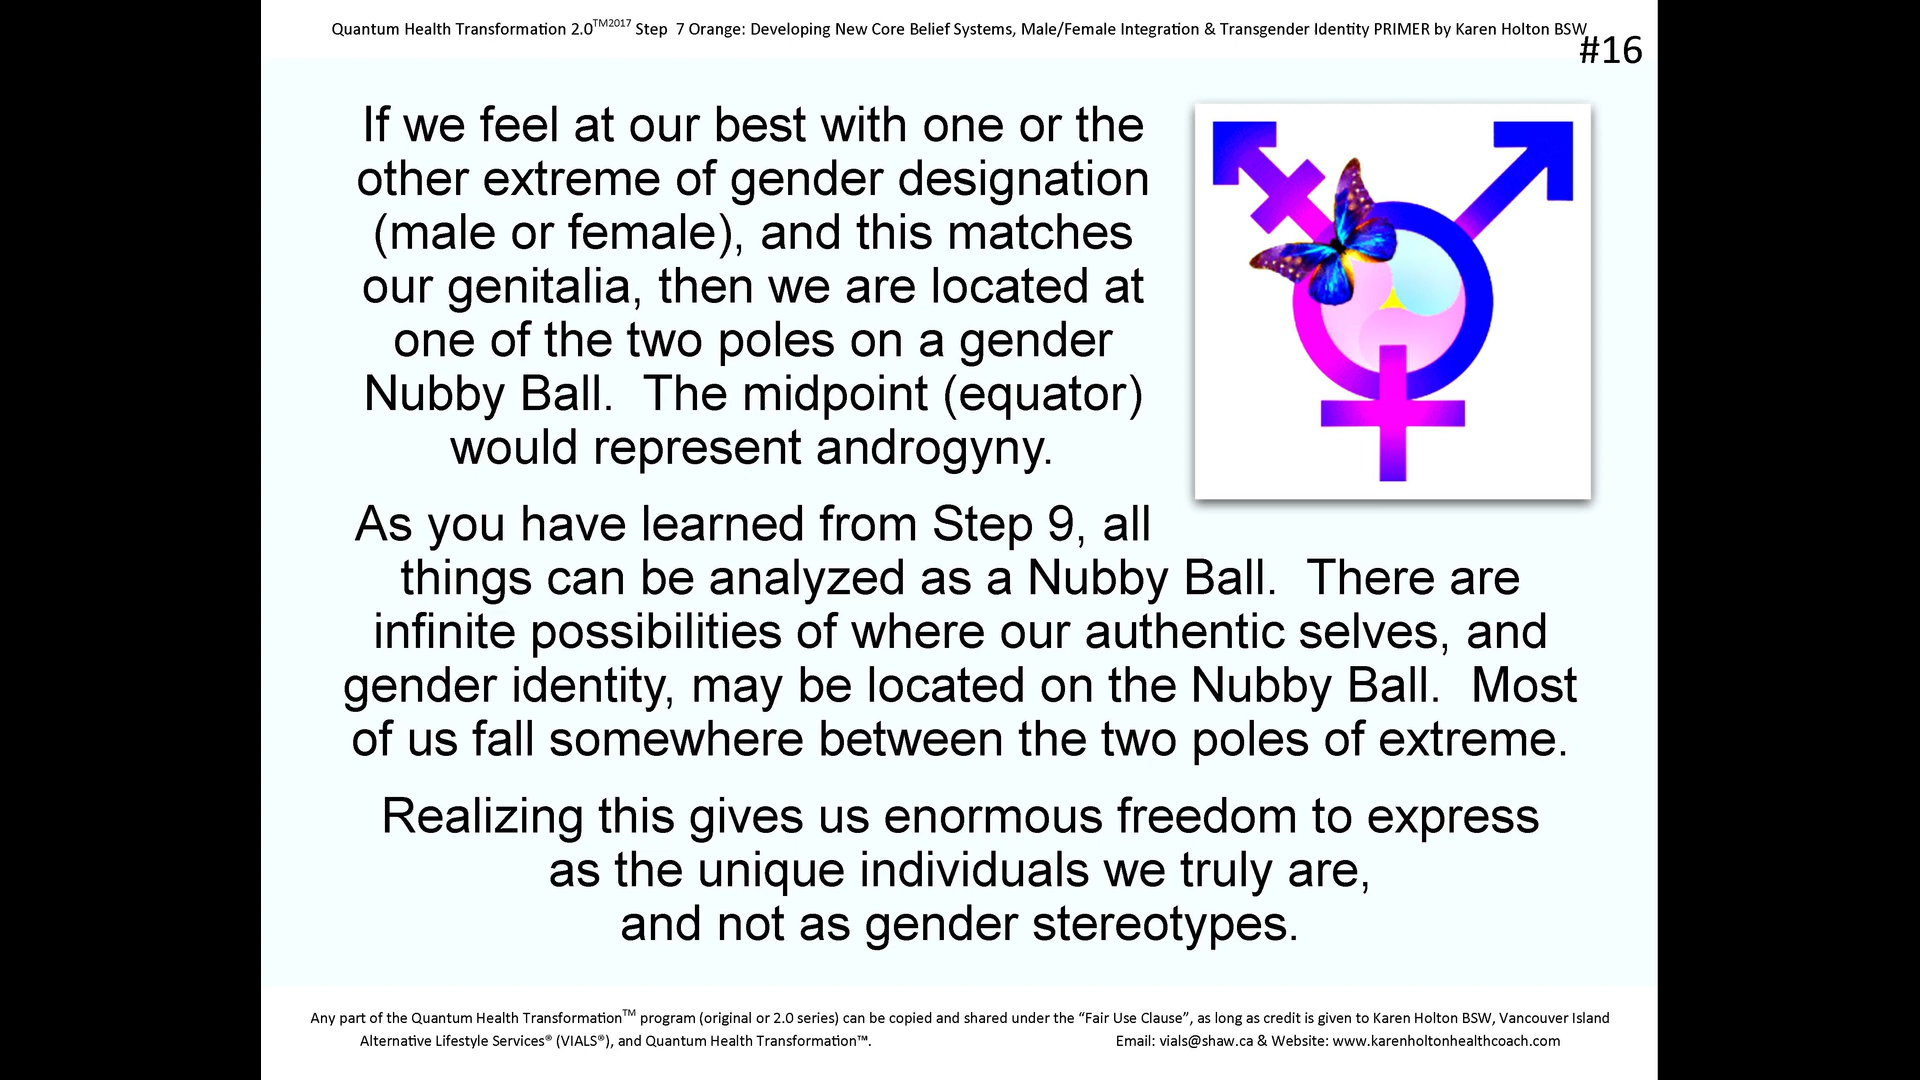 Quantum Health Transformation 2.0TM2017 Step  7 Orange: Developing New Core Belief Systems, Male/Female Integration & Transgender Identity PRIMER by Karen Holton BSW
#16
If we feel at our best with one or the
other extreme of gender designation
(male or female), and this matches
our genitalia, then we are located at
one of the two poles on a gender
Nubby Ball.  The midpoint (equator)
would represent androgyny.
As you have learned from Step 9, all
things can be analyzed as a Nubby Ball.  There are
infinite possibilities of where our authentic selves, and
gender identity, may be located on the Nubby Ball.  Most
of us fall somewhere between the two poles of extreme.
Realizing this gives us enormous freedom to express
as the unique individuals we truly are,
and not as gender stereotypes.
Any part of the Quantum Health TransformationTM program (original or 2.0 series) can be copied and shared under the “Fair Use Clause”, as long as credit is given to Karen Holton BSW, Vancouver Island
Alternative Lifestyle Services® (VIALS®), and Quantum Health Transformation™. Email: vials@shaw.ca & Website: www.karenholtonhealthcoach.com